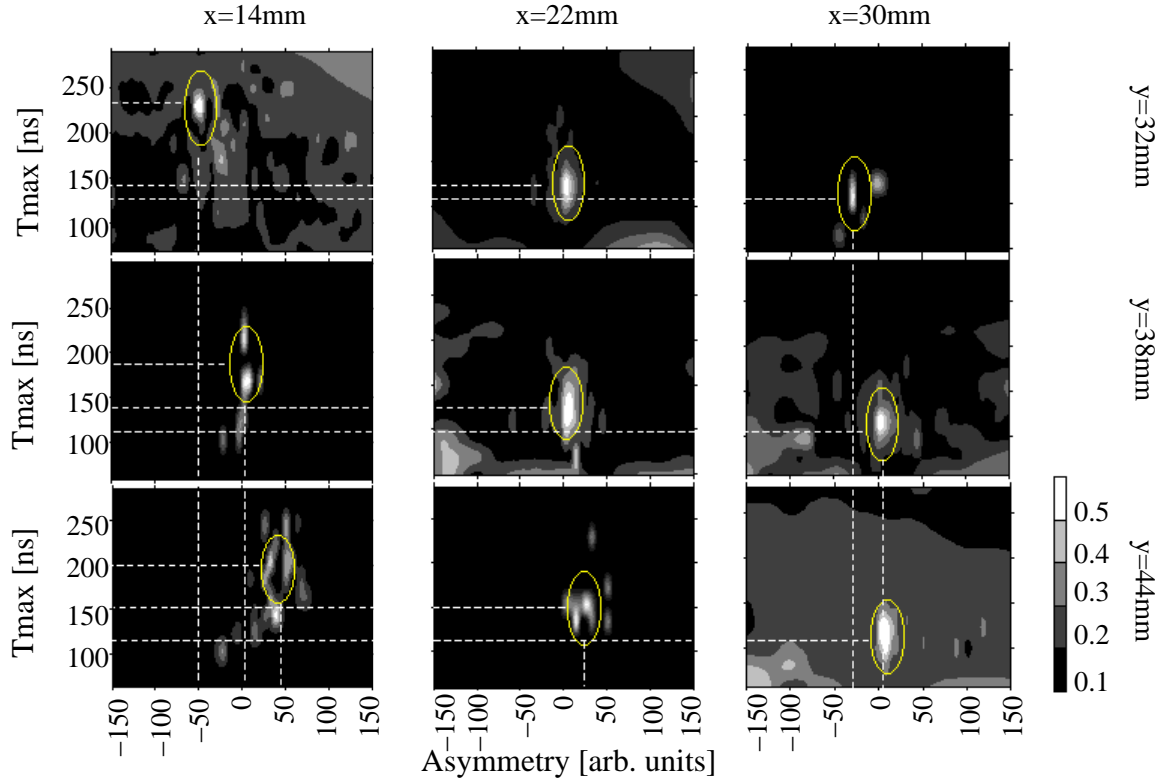 x=14mm x=22mm x=30mm
Tmax [ns] 250 200 150 100 y=32mm
Tmax [ns] 250 200 150 100 y=38mm
Tmax [ns] 250 200 150 100 y=44mm
0.5
0.4
0.3
0.2
0.1
−150 −100 −50 0 50 100 150 −150 −100 −50 0 50 100 150 −150 −100 −50 0 50 100 150
Asymmetry [arb. units]